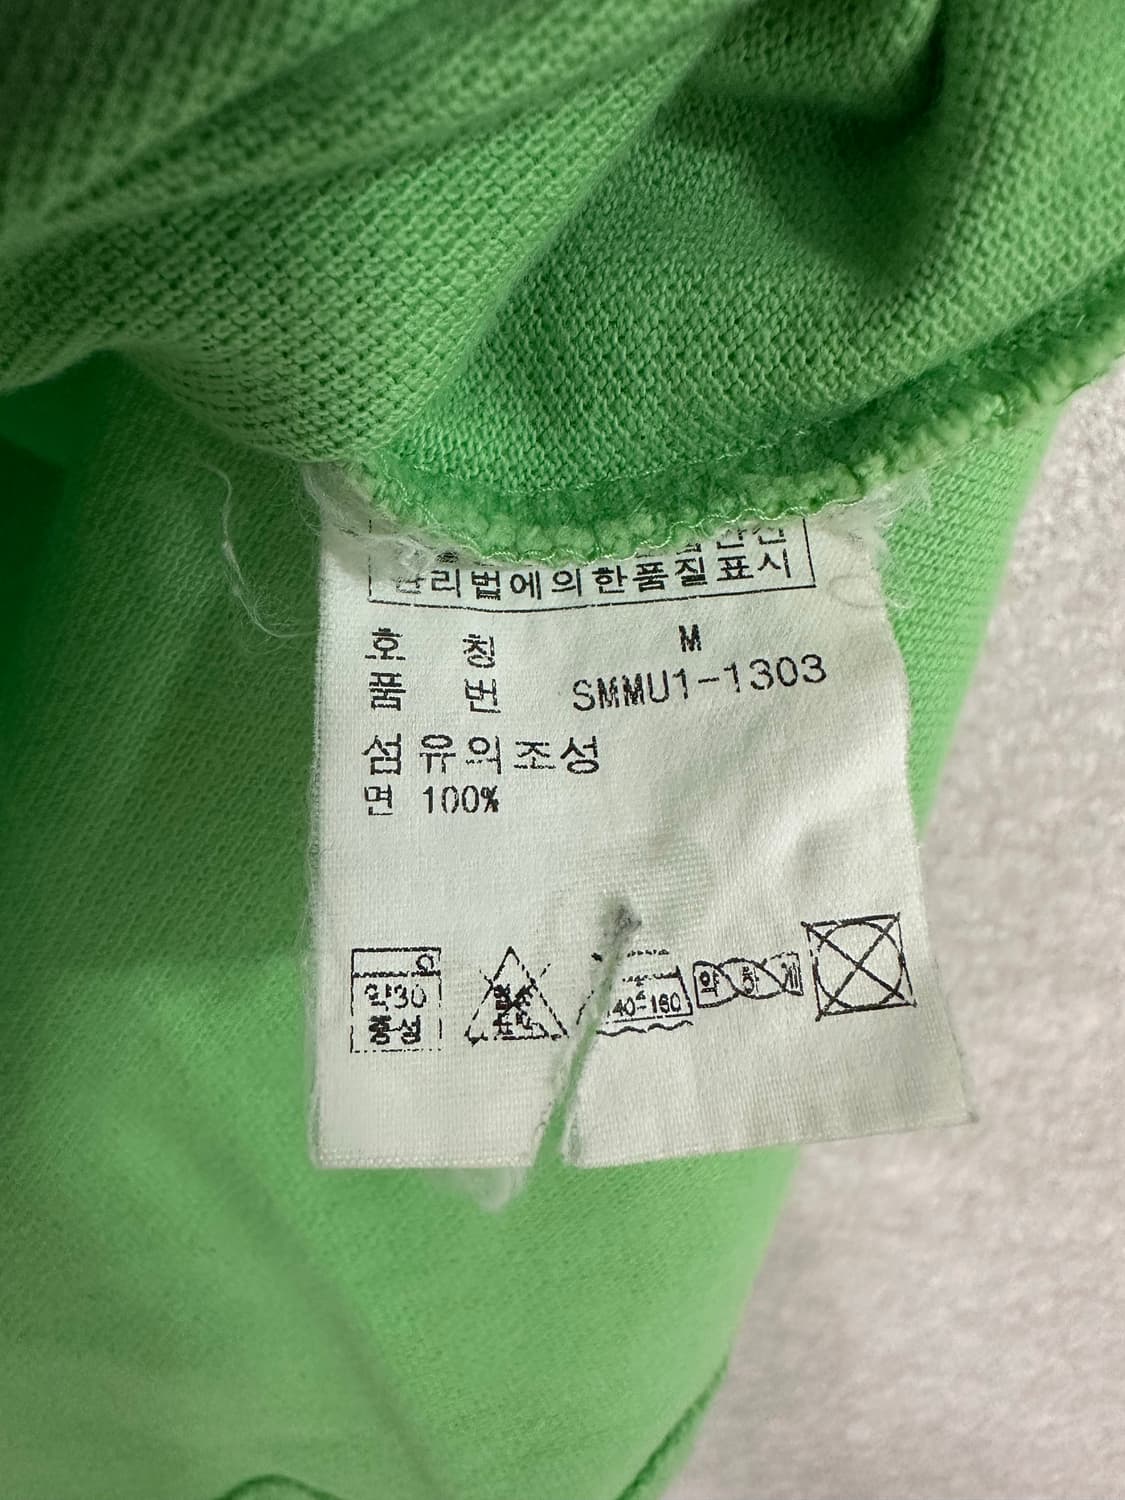 관리법에의한품질표시
호 칭 M
품 번 SMMU1-1303
섬유의조성
면 100%
약30
중성
140-160
약하게